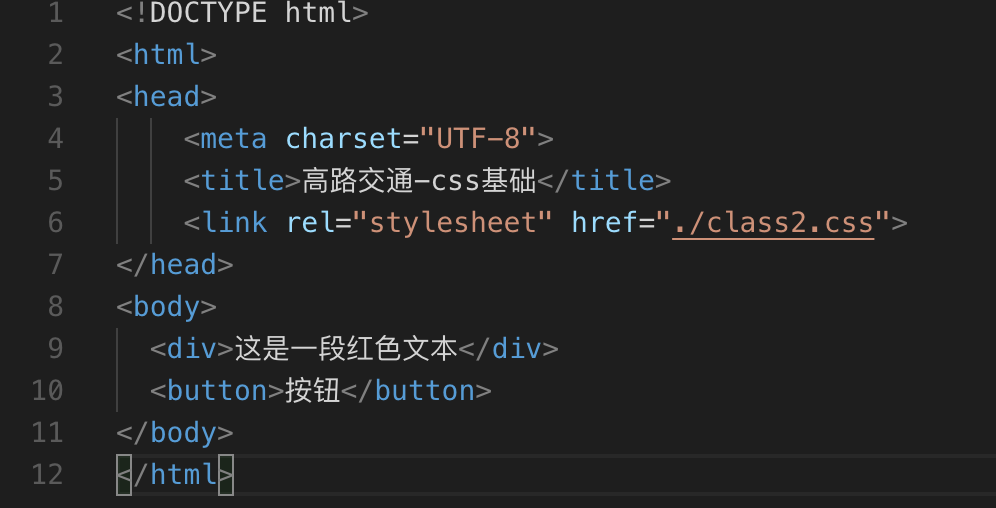 1 <!DOCTYPE html>
2 <html>
3 <head>
4 <meta charset="UTF-8">
5 <title>高路交通-css基础</title>
6 <link rel="stylesheet" href="./class2.css">
7 </head>
8 <body>
9 <div>这是一段红色文本</div>
10 <button>按钮</button>
11 </body>
12 </html>